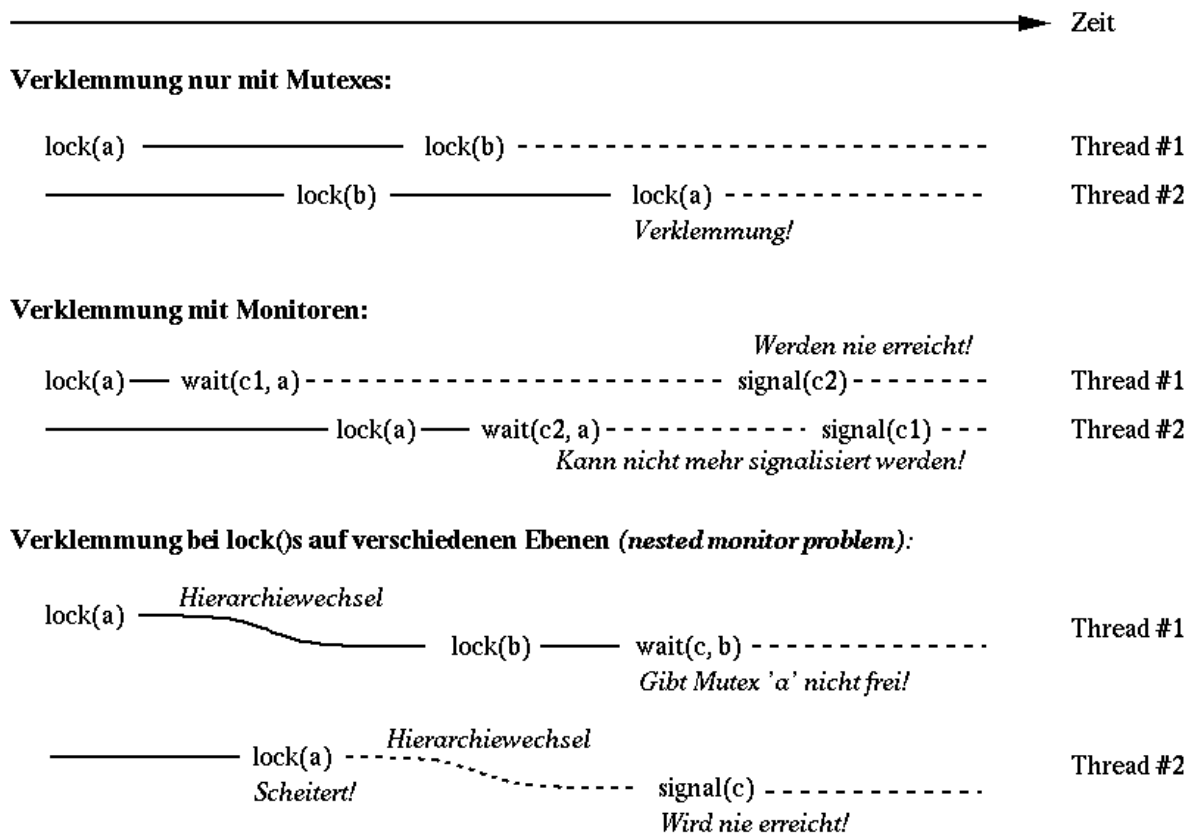 Zeit
Verklemmung nur mit Mutexes:
lock(a) lock(b) Thread #1
lock(b) lock(a) Thread #2
Verklemmung!
Verklemmung mit Monitoren:
Werden nie erreicht!
lock(a) wait(c1, a) signal(c2) Thread #1
lock(a) wait(c2, a) signal(c1) Thread #2
Kann nicht mehr signalisiert werden!
Verklemmung bei lock()s auf verschiedenen Ebenen (nested monitor problem):
Hierarchiewechsel
lock(a) Thread #1
lock(b) wait(c, b)
Gibt Mutex 'a' nicht frei!
Hierarchiewechsel
lock(a) Thread #2
Scheitert! signal(c)
Wird nie erreicht!